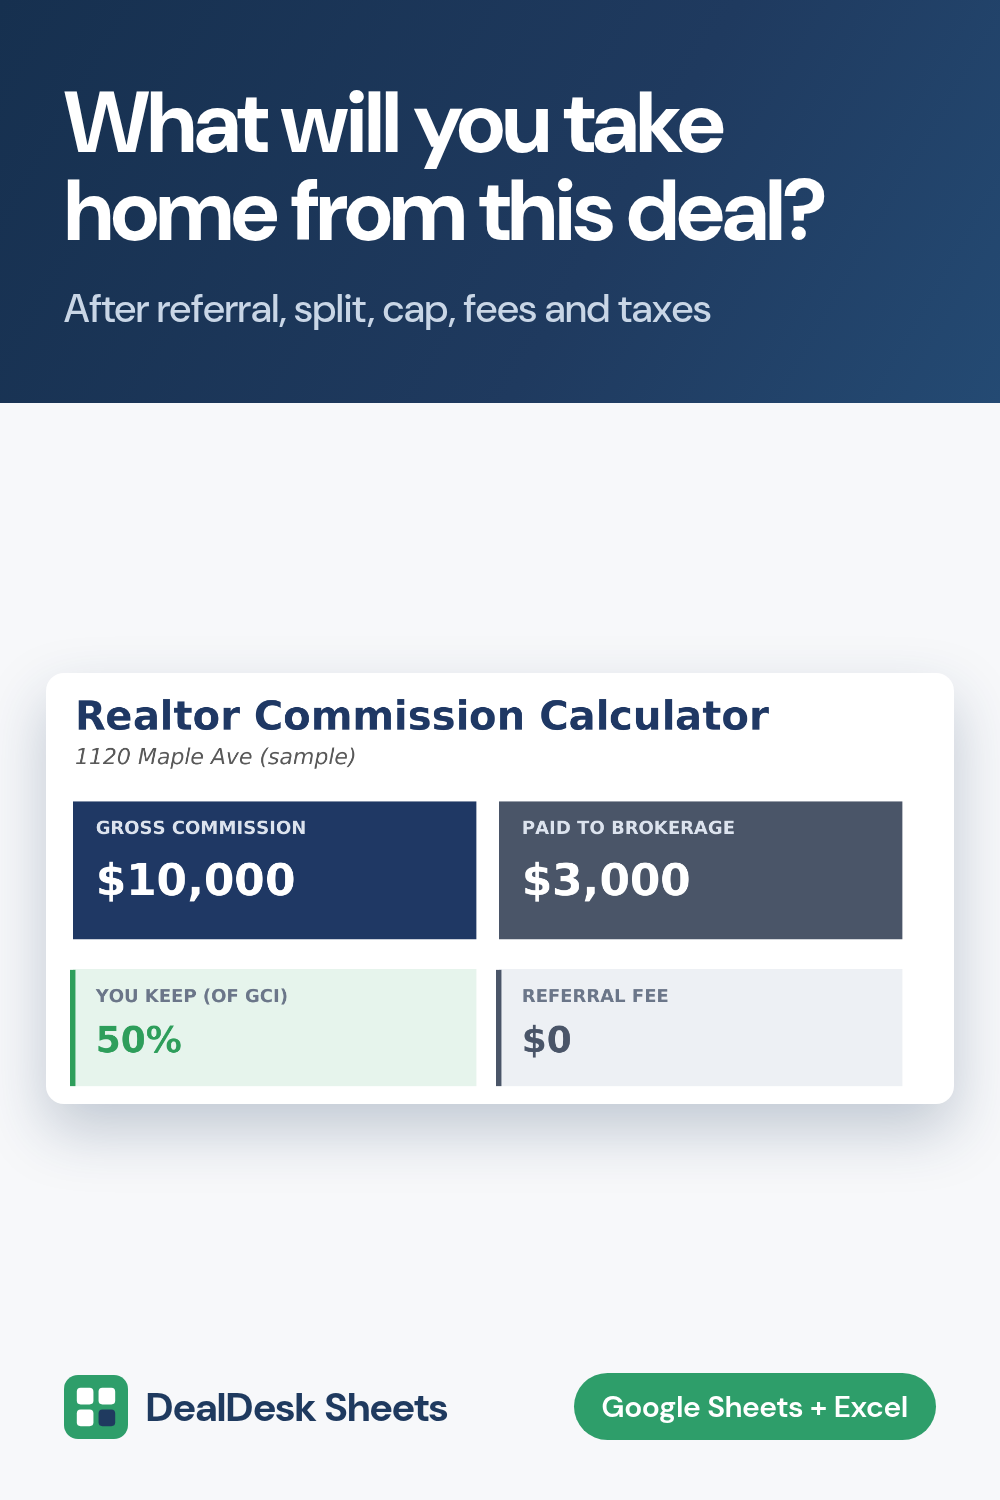 What will you take
home from this deal?
After referral, split, cap, fees and taxes
Realtor Commission Calculator
1120 Maple Ave (sample)
GROSS COMMISSION
$10,000
PAID TO BROKERAGE
$3,000
YOU KEEP (OF GCI)
50%
REFERRAL FEE
$0
DealDesk Sheets
Google Sheets + Excel